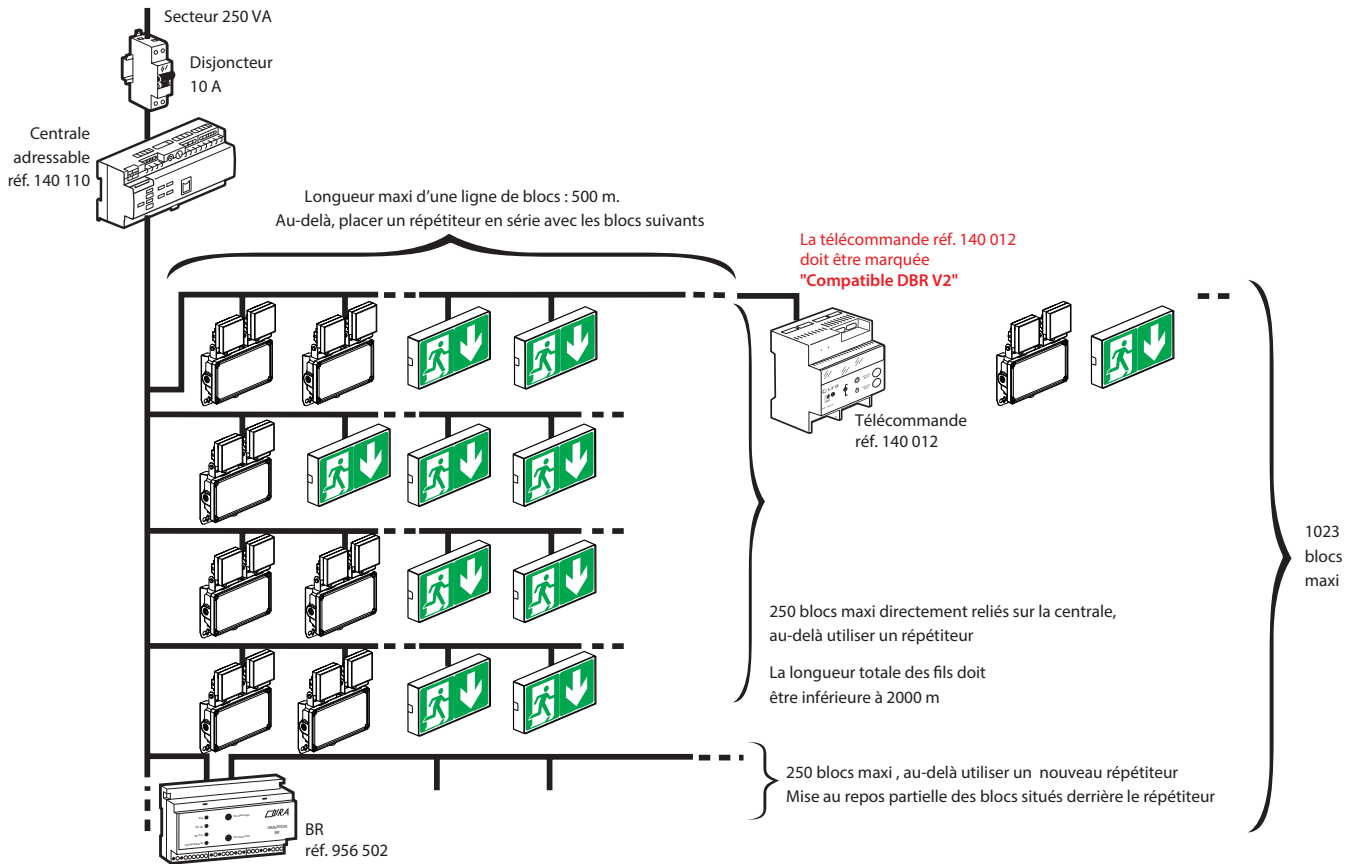 Secteur 250 VA
Disjoncteur
10 A
Centrale
adressable
réf. 140 110
Longueur maxi d’une ligne de blocs : 500 m.
Au-delà, placer un répétiteur en série avec les blocs suivants
La télécommande réf. 140 012
doit être marquée
"Compatible DBR V2"
Télécommande
réf. 140 012
1023
blocs
maxi
250 blocs maxi directement reliés sur la centrale,
au-delà utiliser un répétiteur
La longueur totale des fils doit
être inférieure à 2000 m
250 blocs maxi , au-delà utiliser un nouveau répétiteur
Mise au repos partielle des blocs situés derrière le répétiteur
BR
réf. 956 502